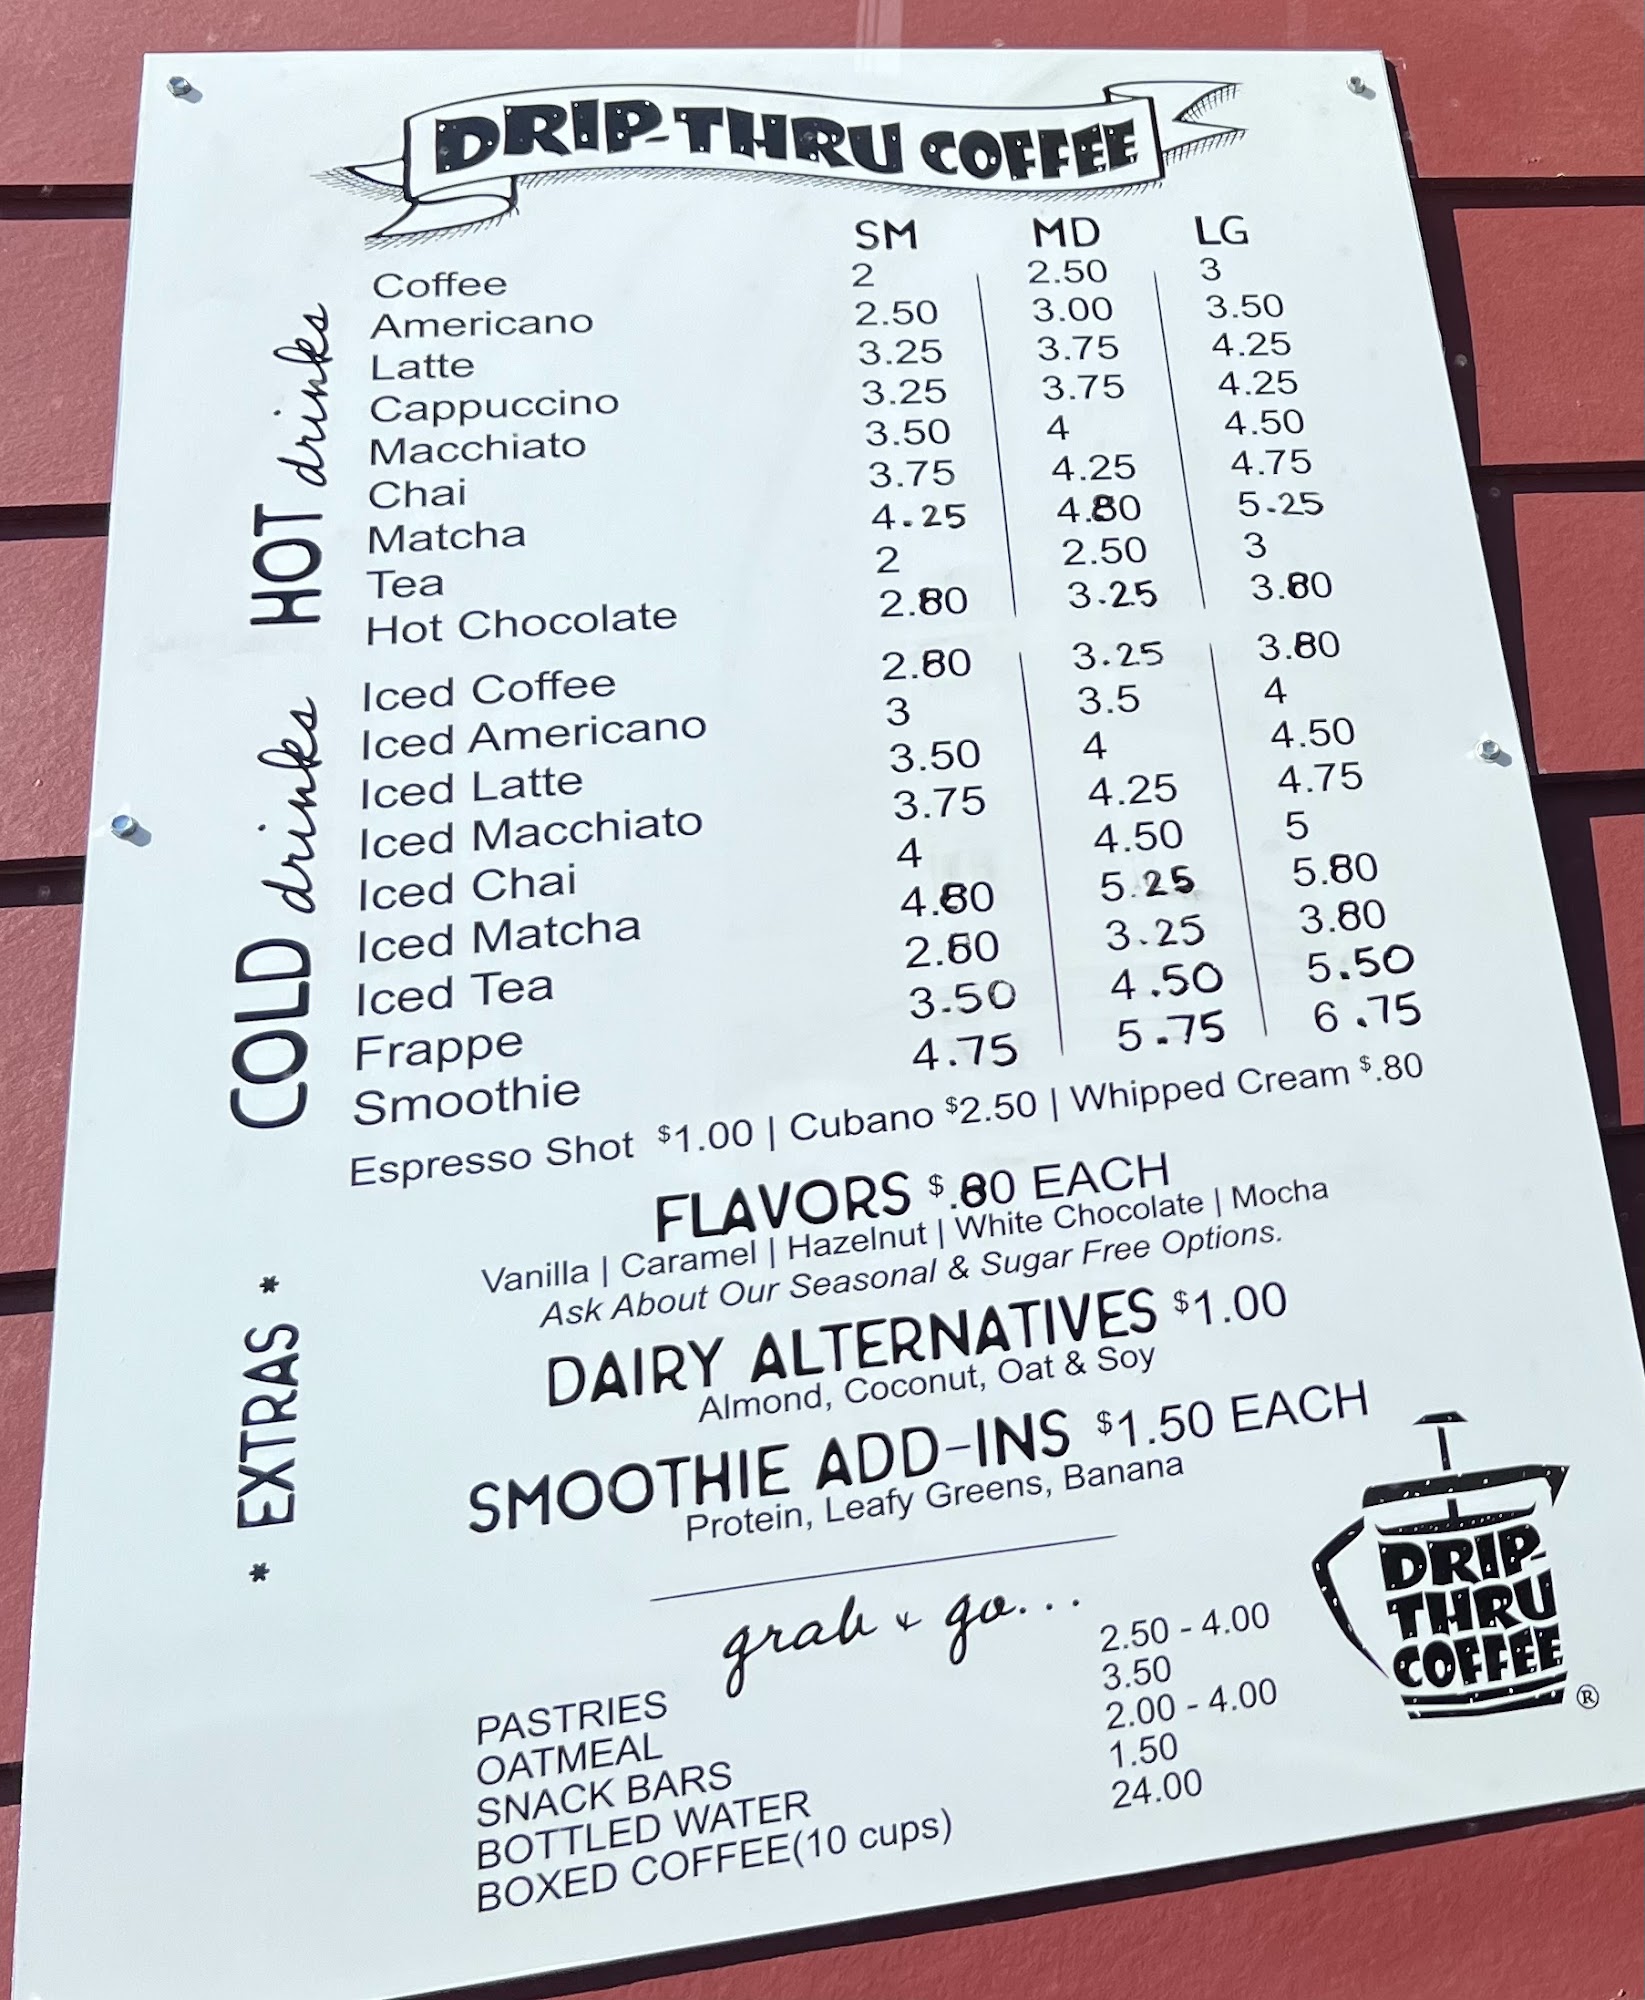 DRIP-THRU COFFEE
SM MD LG
HOT drinks
Coffee 2 2.50 3
Americano 2.50 3.00 3.50
Latte 3.25 3.75 4.25
Cappuccino 3.25 3.75 4.25
Macchiato 3.50 4 4.50
Chai 3.75 4.25 4.75
Matcha 4.25 4.80 5.25
Tea 2 2.50 3
Hot Chocolate 2.80 3.25 3.80
COLD drinks
Iced Coffee 2.80 3.25 3.80
Iced Americano 3 3.5 4
Iced Latte 3.50 4 4.50
Iced Macchiato 3.75 4.25 4.75
Iced Chai 4 4.50 5
Iced Matcha 4.80 5.25 5.80
Iced Tea 2.80 3.25 3.80
Frappe 3.50 4.50 5.50
Smoothie 4.75 5.75 6.75
Espresso Shot $1.00 | Cubano $2.50 | Whipped Cream $.80
* EXTRAS *
FLAVORS $.80 EACH
Vanilla | Caramel | Hazelnut | White Chocolate | Mocha
Ask About Our Seasonal & Sugar Free Options.
DAIRY ALTERNATIVES $1.00
Almond, Coconut, Oat & Soy
SMOOTHIE ADD-INS $1.50 EACH
Protein, Leafy Greens, Banana
grab & go...
PASTRIES 2.50 - 4.00
OATMEAL 3.50
SNACK BARS 2.00 - 4.00
BOTTLED WATER 1.50
BOXED COFFEE(10 cups) 24.00
DRIP-
THRU
COFFEE
®